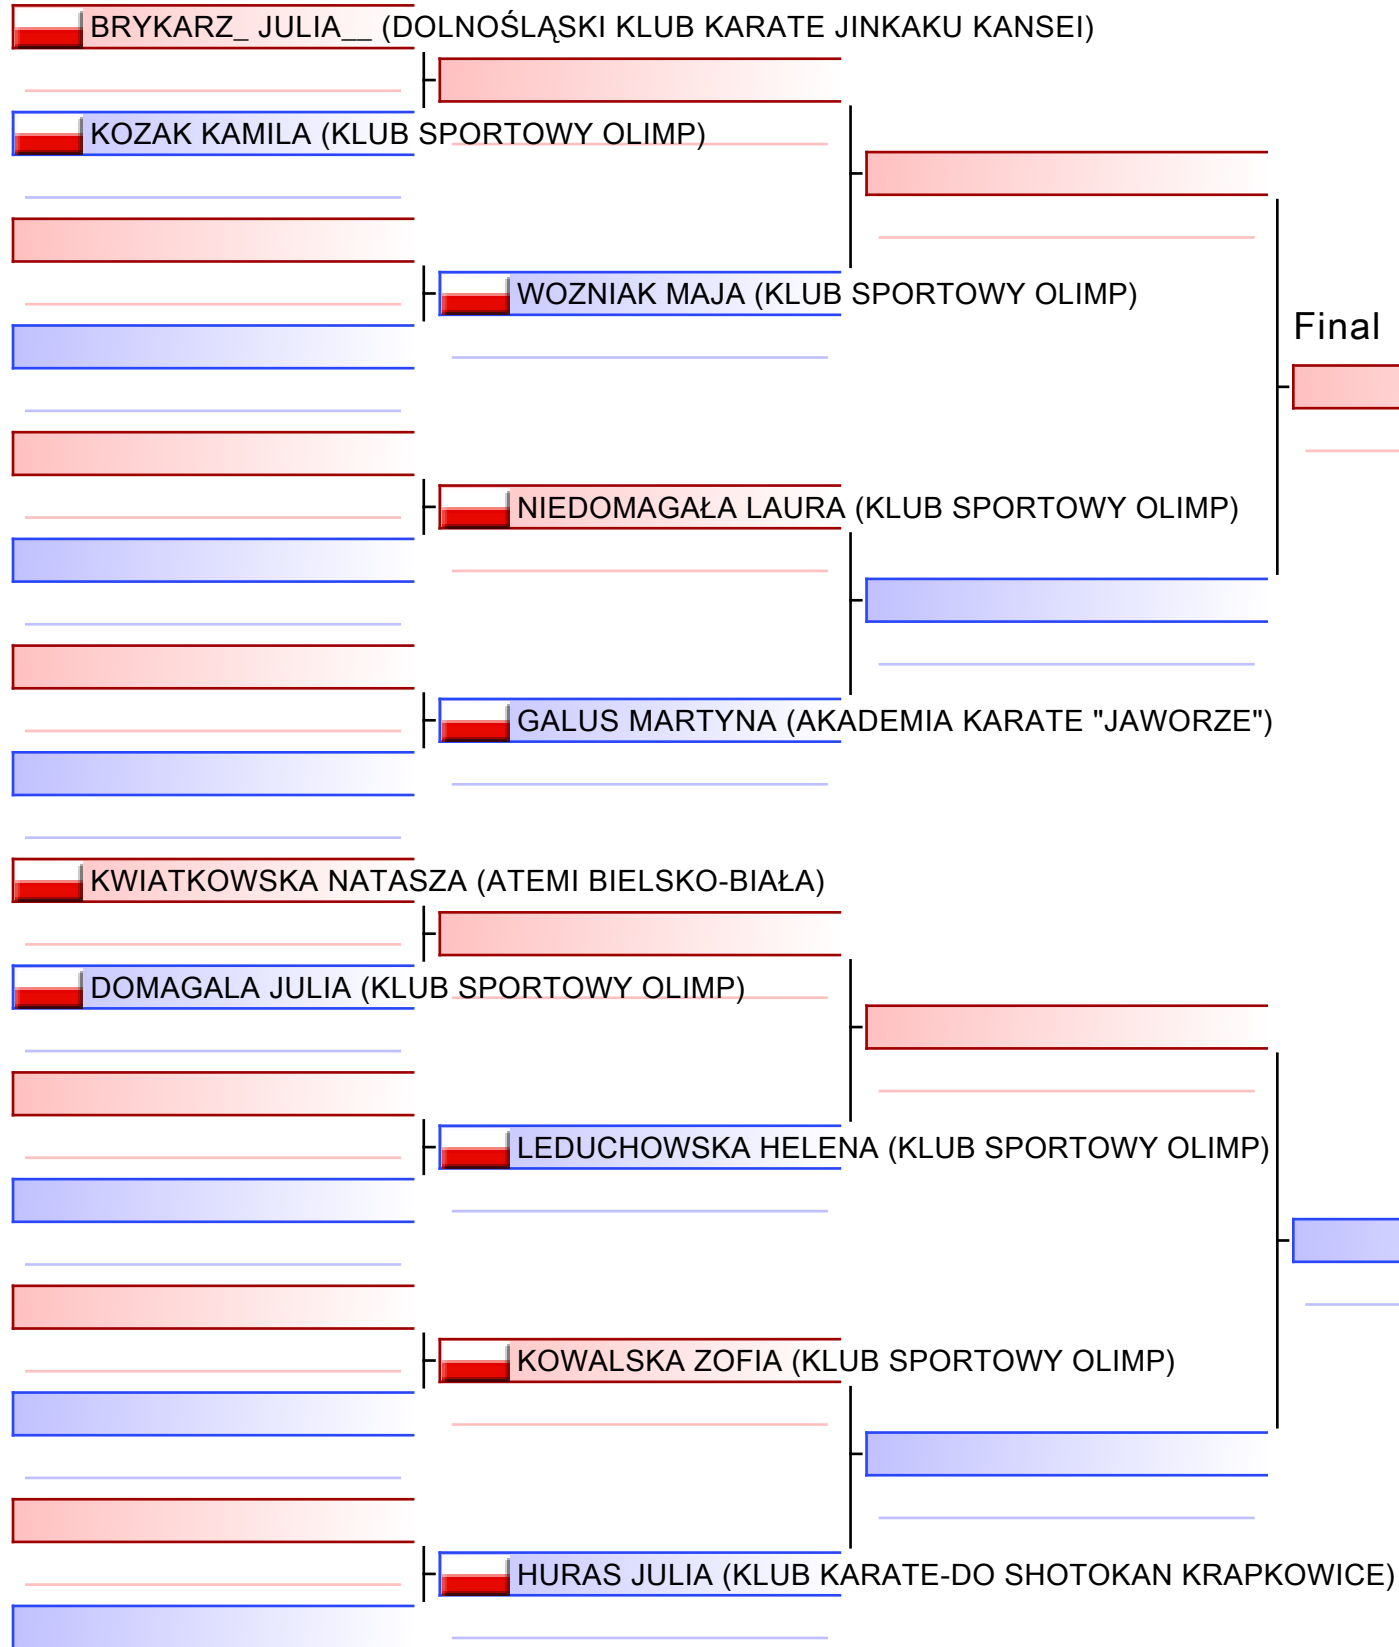 BRYKARZ_ JULIA__ (DOLNOŚLĄSKI KLUB KARATE JINKAKU KANSEI)
KOZAK KAMILA (KLUB SPORTOWY OLIMP)
WOZNIAK MAJA (KLUB SPORTOWY OLIMP)
Final
NIEDOMAGAŁA LAURA (KLUB SPORTOWY OLIMP)
GALUS MARTYNA (AKADEMIA KARATE "JAWORZE")
KWIATKOWSKA NATASZA (ATEMI BIELSKO-BIAŁA)
DOMAGALA JULIA (KLUB SPORTOWY OLIMP)
LEDUCHOWSKA HELENA (KLUB SPORTOWY OLIMP)
KOWALSKA ZOFIA (KLUB SPORTOWY OLIMP)
HURAS JULIA (KLUB KARATE-DO SHOTOKAN KRAPKOWICE)